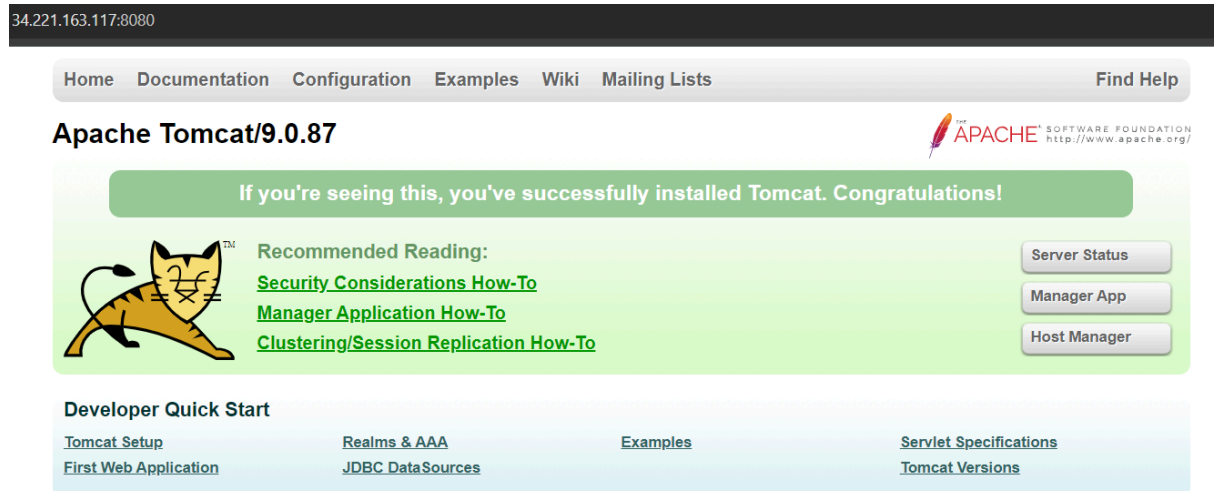 34.221.163.117:8080
Home Documentation Configuration Examples Wiki Mailing Lists Find Help
Apache Tomcat/9.0.87
THE
APACHE SOFTWARE FOUNDATION
http://www.apache.org/
If you're seeing this, you've successfully installed Tomcat. Congratulations!
TM
Recommended Reading:
Security Considerations How-To
Manager Application How-To
Clustering/Session Replication How-To
Server Status
Manager App
Host Manager
Developer Quick Start
Tomcat Setup Realms & AAA Examples Servlet Specifications
First Web Application JDBC DataSources Tomcat Versions